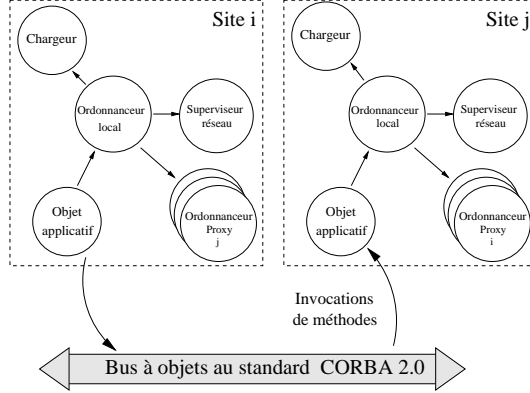 Site i
Chargeur
Ordonnanceur
local
Superviseur
réseau
Objet
applicatif
Ordonnanceur
Proxy
j
Site j
Chargeur
Ordonnanceur
local
Superviseur
réseau
Objet
applicatif
Ordonnanceur
Proxy
i
Invocations
de méthodes
Bus à objets au standard CORBA 2.0